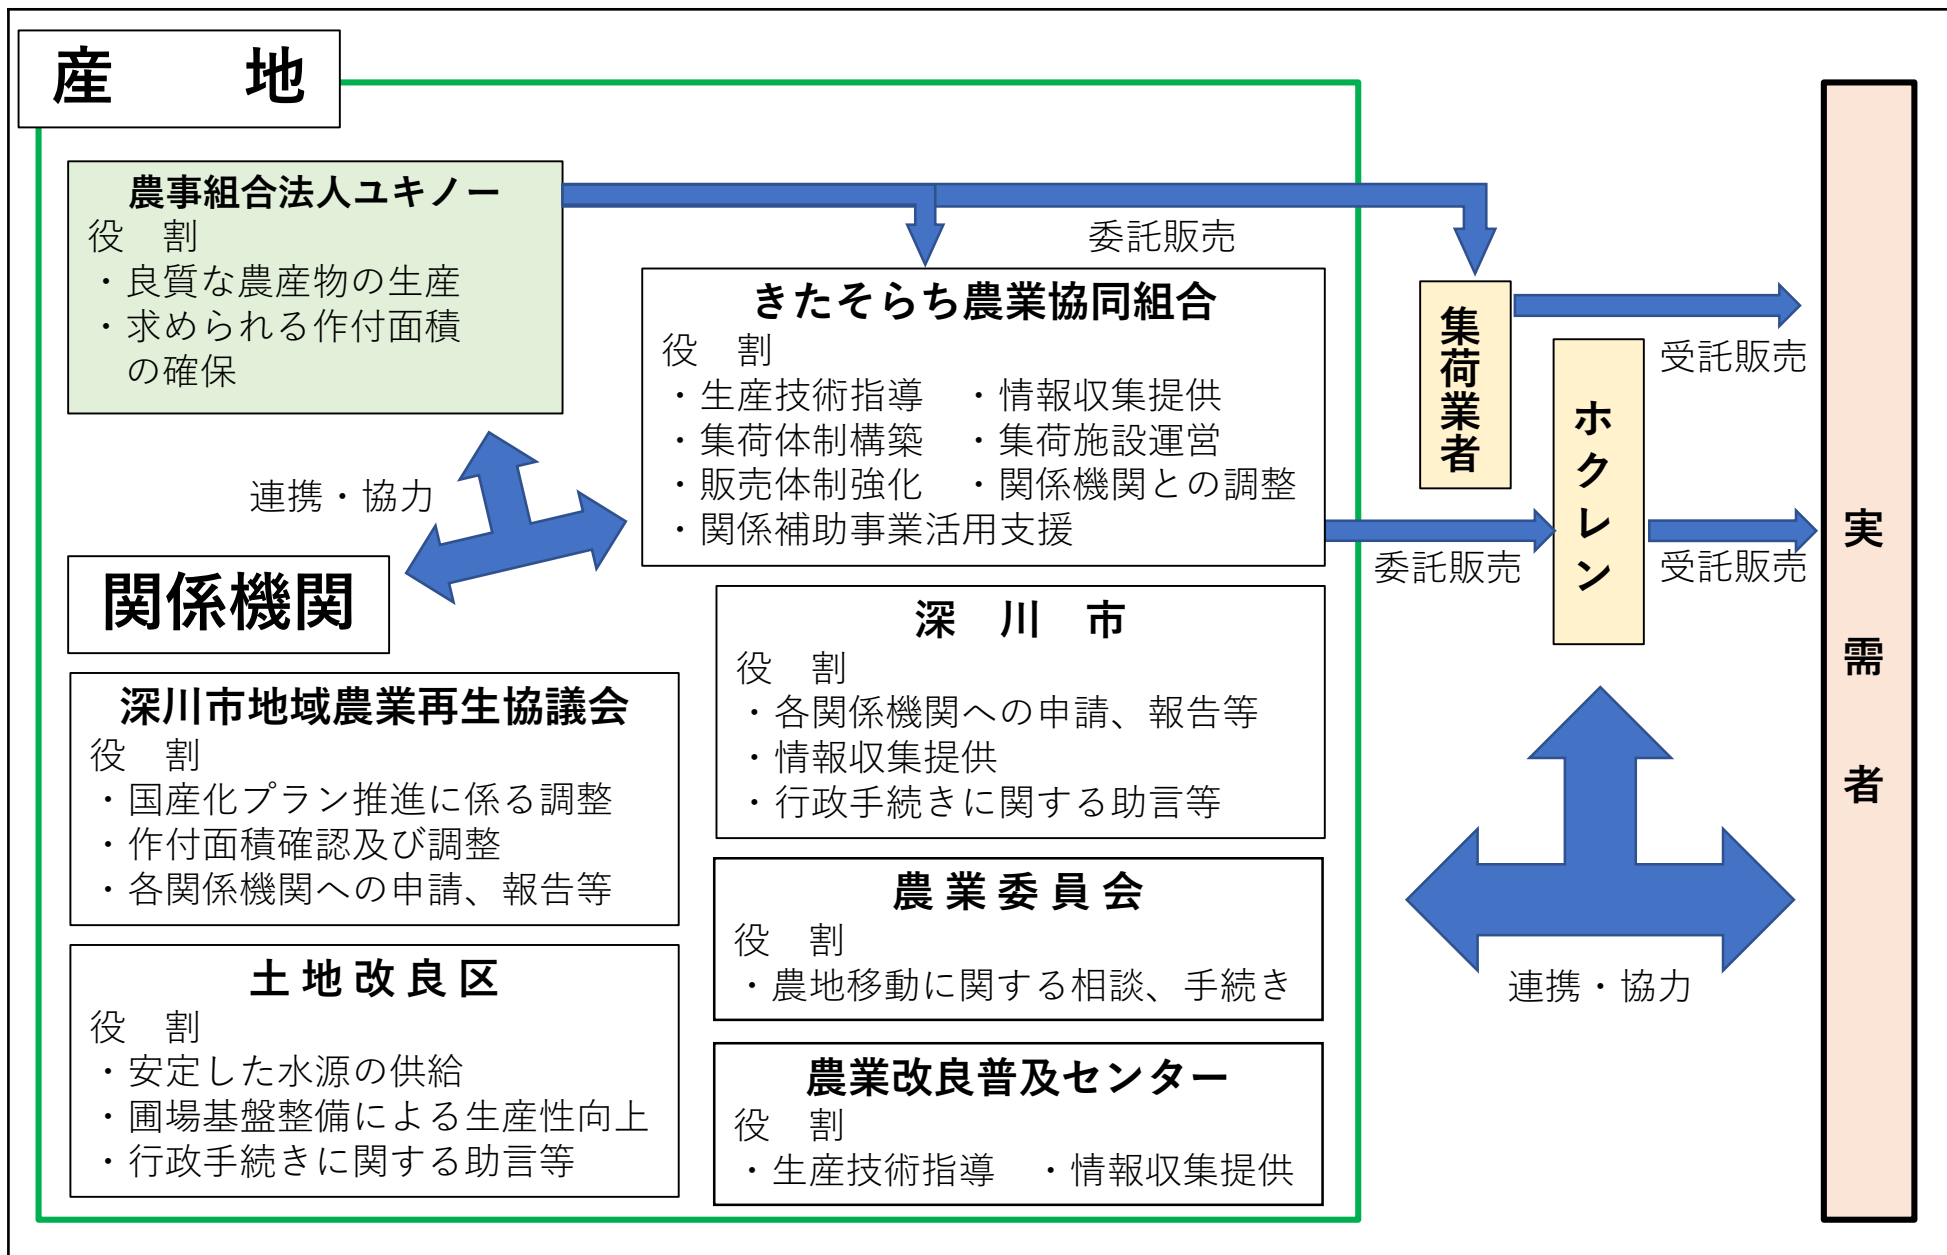 産　地
農事組合法人ユキノー
役　割
・良質な農産物の生産
・求められる作付面積
の確保
委託販売
きたそらち農業協同組合
役　割
・生産技術指導　・情報収集提供
・集荷体制構築　・集荷施設運営
・販売体制強化　・関係機関との調整
・関係補助事業活用支援
集荷業者
受託販売
ホクレン
委託販売
受託販売
実需者
連携・協力
関係機関
深川市地域農業再生協議会
役　割
・国産化プラン推進に係る調整
・作付面積確認及び調整
・各関係機関への申請、報告等
土地改良区
役　割
・安定した水源の供給
・圃場基盤整備による生産性向上
・行政手続きに関する助言等
深　川　市
役　割
・各関係機関への申請、報告等
・情報収集提供
・行政手続きに関する助言等
農業委員会
役　割
・農地移動に関する相談、手続き
農業改良普及センター
役　割
・生産技術指導　・情報収集提供
連携・協力